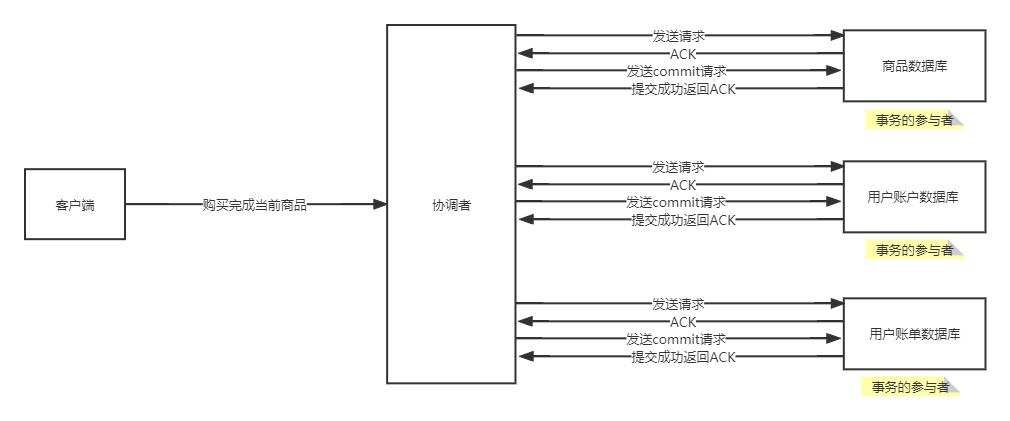 客户端
购买完成当前商品
协调者
发送请求
ACK
发送commit请求
提交成功返回ACK
商品数据库
事务的参与者
发送请求
ACK
发送commit请求
提交成功返回ACK
用户账户数据库
事务的参与者
发送请求
ACK
发送commit请求
提交成功返回ACK
用户账单数据库
事务的参与者